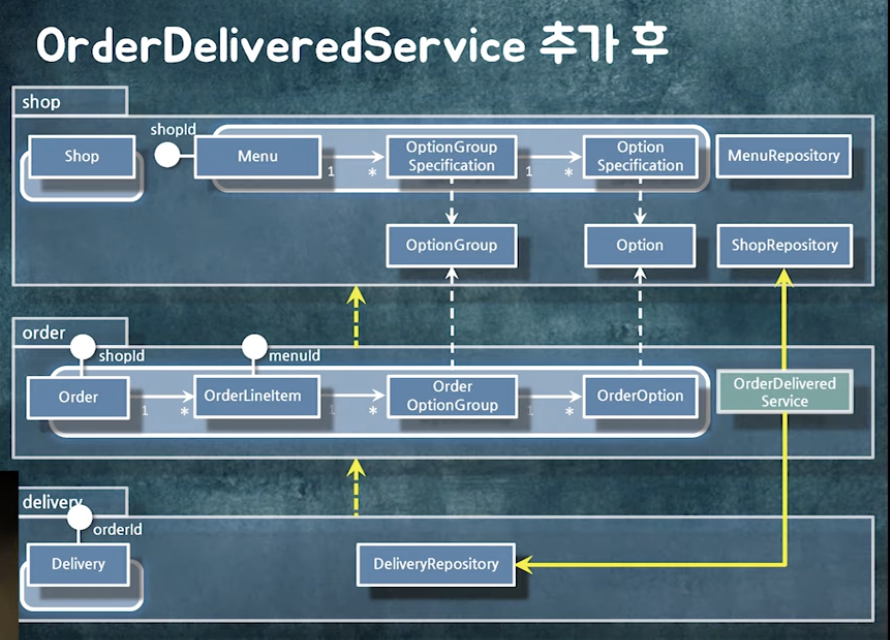 OrderDeliveredService 추가 후
shop
shopId
Shop
Menu
1
*
OptionGroup
Specification
1
*
Option
Specification
MenuRepository
OptionGroup
Option
ShopRepository
order
shopId
menuId
Order
1
*
OrderLineItem
1
*
Order
OptionGroup
1
*
OrderOption
OrderDelivered
Service
delivery
orderId
Delivery
DeliveryRepository